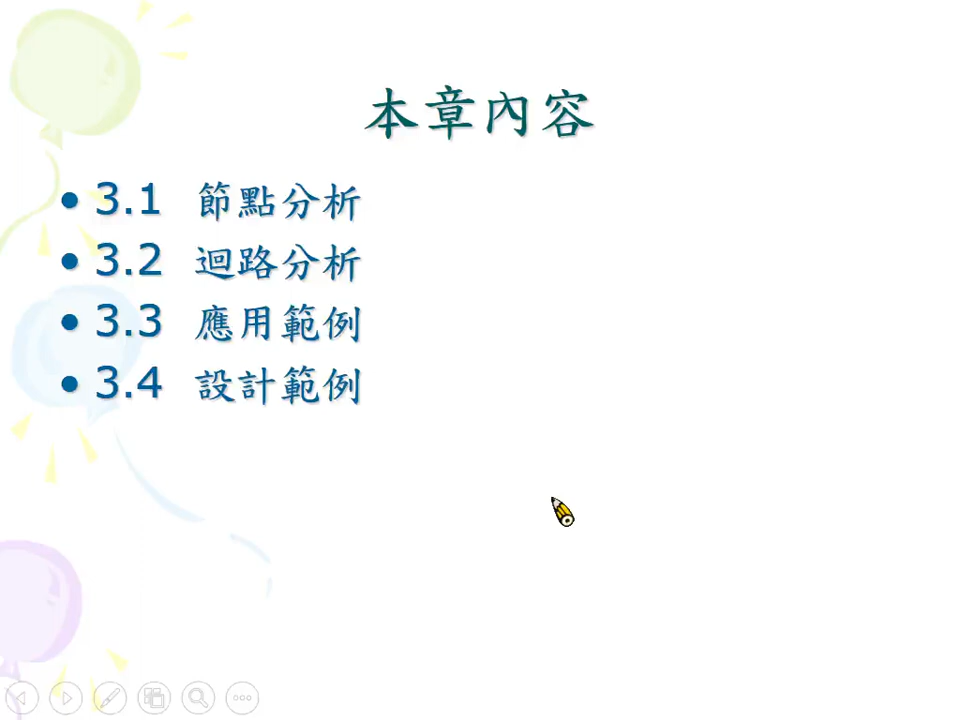 本章內容
• 3.1 節點分析
• 3.2 迴路分析
• 3.3 應用範例
• 3.4 設計範例